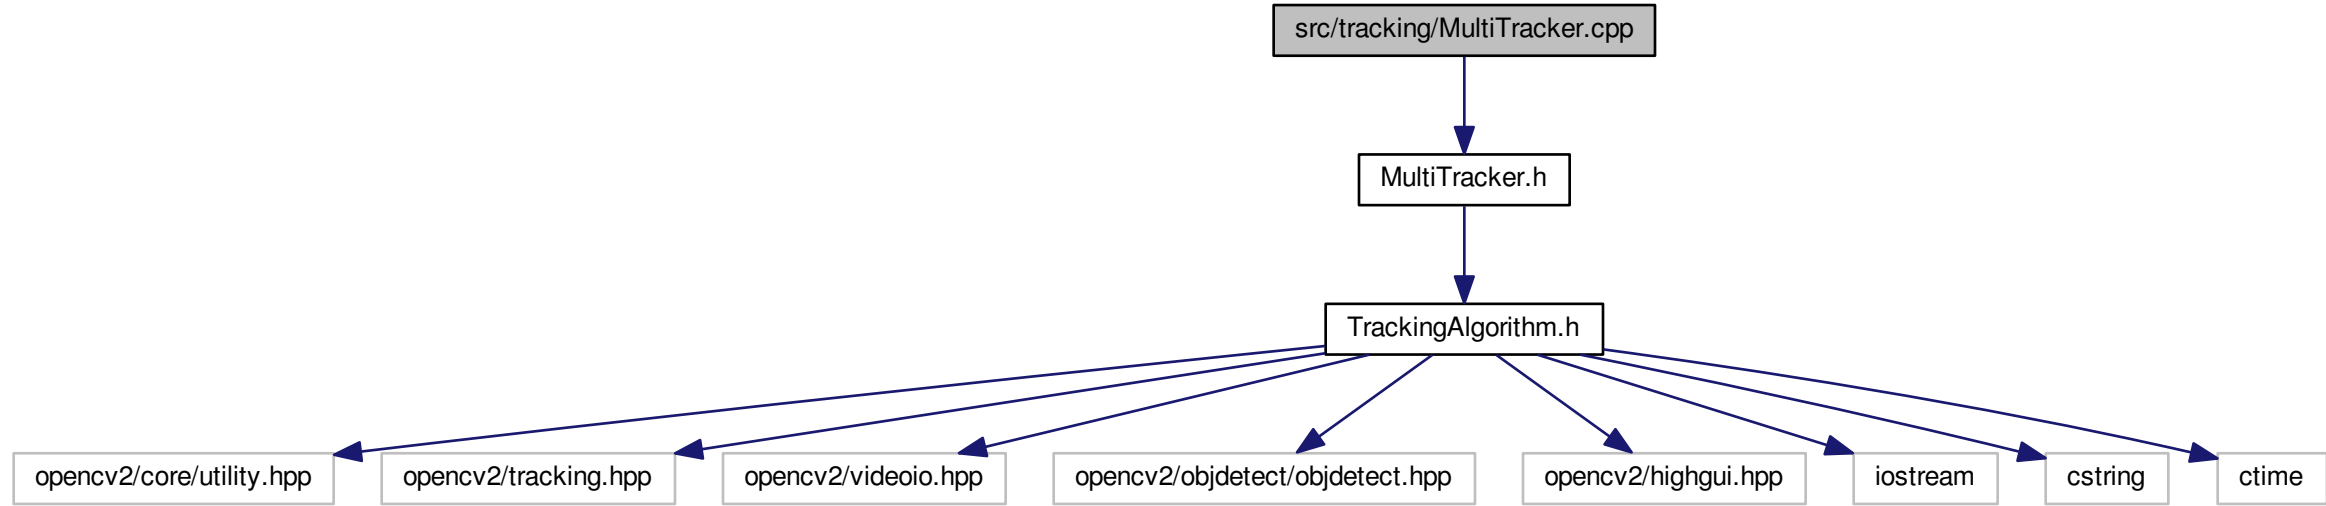 src/tracking/MultiTracker.cpp
MultiTracker.h
TrackingAlgorithm.h
opencv2/core/utility.hpp
opencv2/tracking.hpp
opencv2/videoio.hpp
opencv2/objdetect/objdetect.hpp
opencv2/highgui.hpp
iostream
cstring
ctime